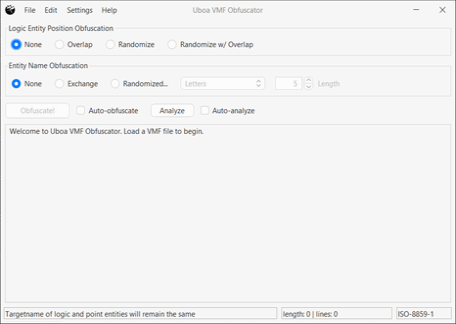 File Edit Settings Help Uboa VMF Obfuscator
Logic Entity Position Obfuscation
None Overlap Randomize Randomize w/ Overlap
Entity Name Obfuscation
None Exchange Randomized... Letters 5 Length
Obfuscate! Auto-obfuscate Analyze Auto-analyze
Welcome to Uboa VMF Obfuscator. Load a VMF file to begin.
Targetname of logic and point entities will remain the same length: 0 | lines: 0 ISO-8859-1